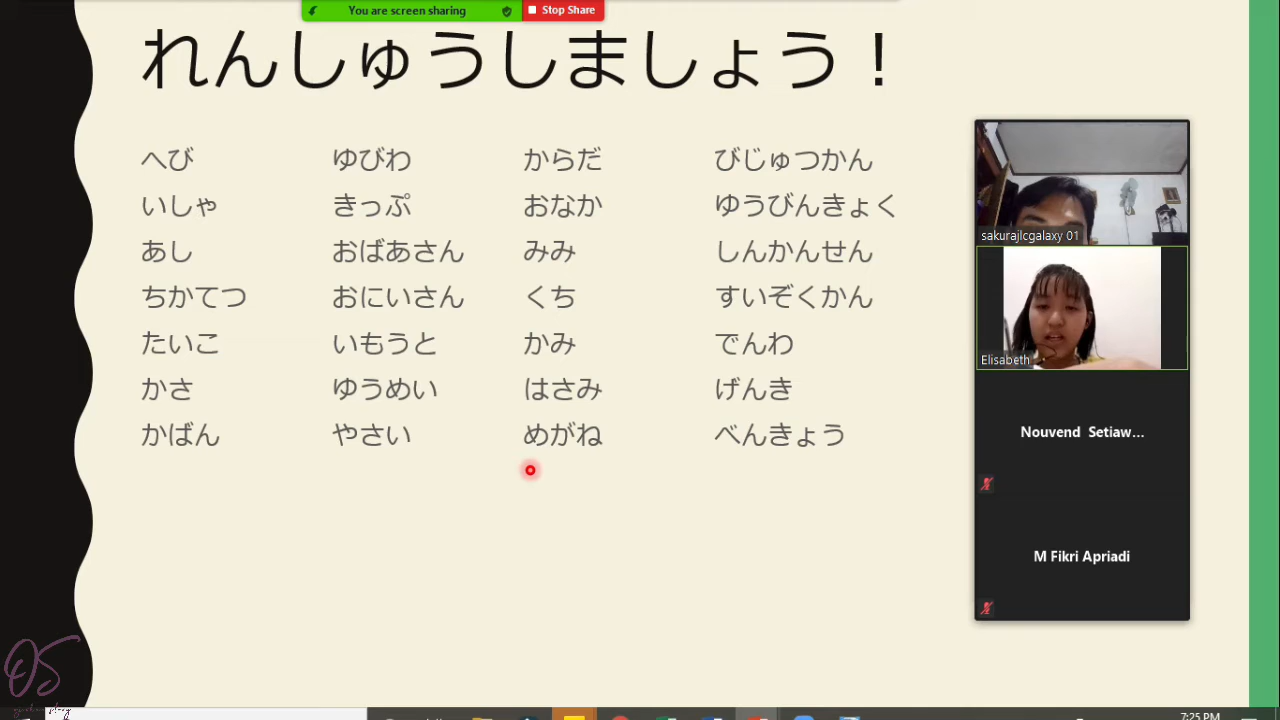 You are screen sharing
Stop Share
れんしゅうしましょう！
へび ゆびわ からだ びじゅつかん
いしゃ きっぷ おなか ゆうびんきょく
あし おばあさん みみ しんかんせん
ちかてつ おにいさん くち すいぞくかん
たいこ いもうと かみ でんわ
かさ ゆうめい はさみ げんき
かばん やさい めがね べんきょう
sakurajlcgalaxy 01
Elisabeth
Nouvend Setiaw...
M Fikri Apriadi
OS
7:25 PM